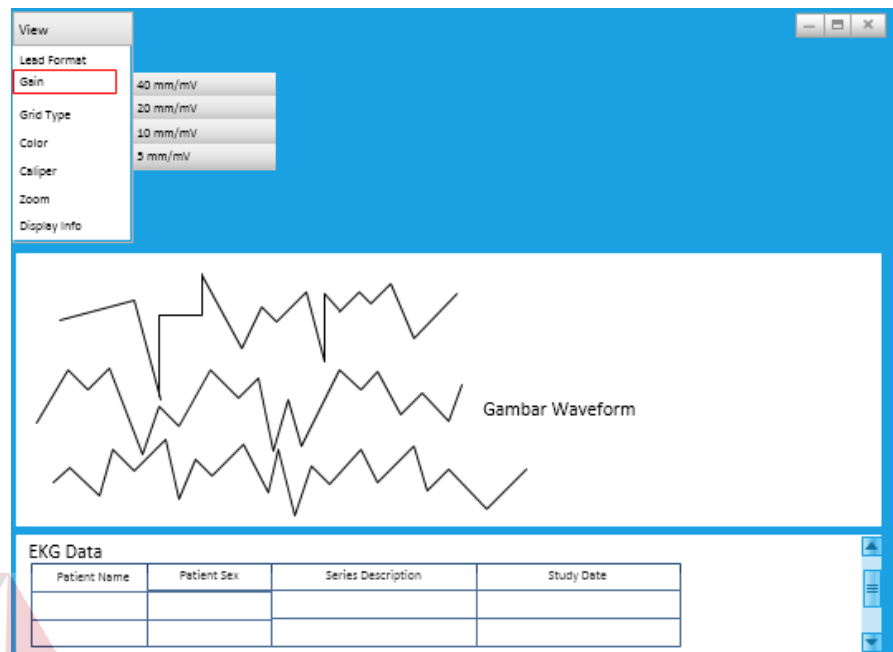 View
Lead Format
Gain
Grid Type
Color
Caliper
Zoom
Display Info
40 mm/mV
20 mm/mV
10 mm/mV
5 mm/mV
Gambar Waveform
EKG Data
Patient Name Patient Sex Series Description Study Date